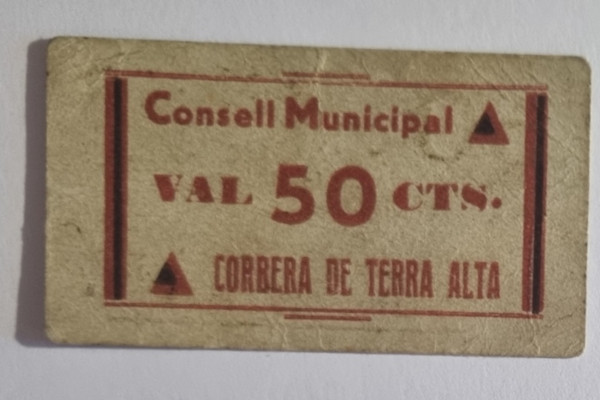 Consell Municipal
VAL 50 CTS.
CORBERA DE TERRA ALTA